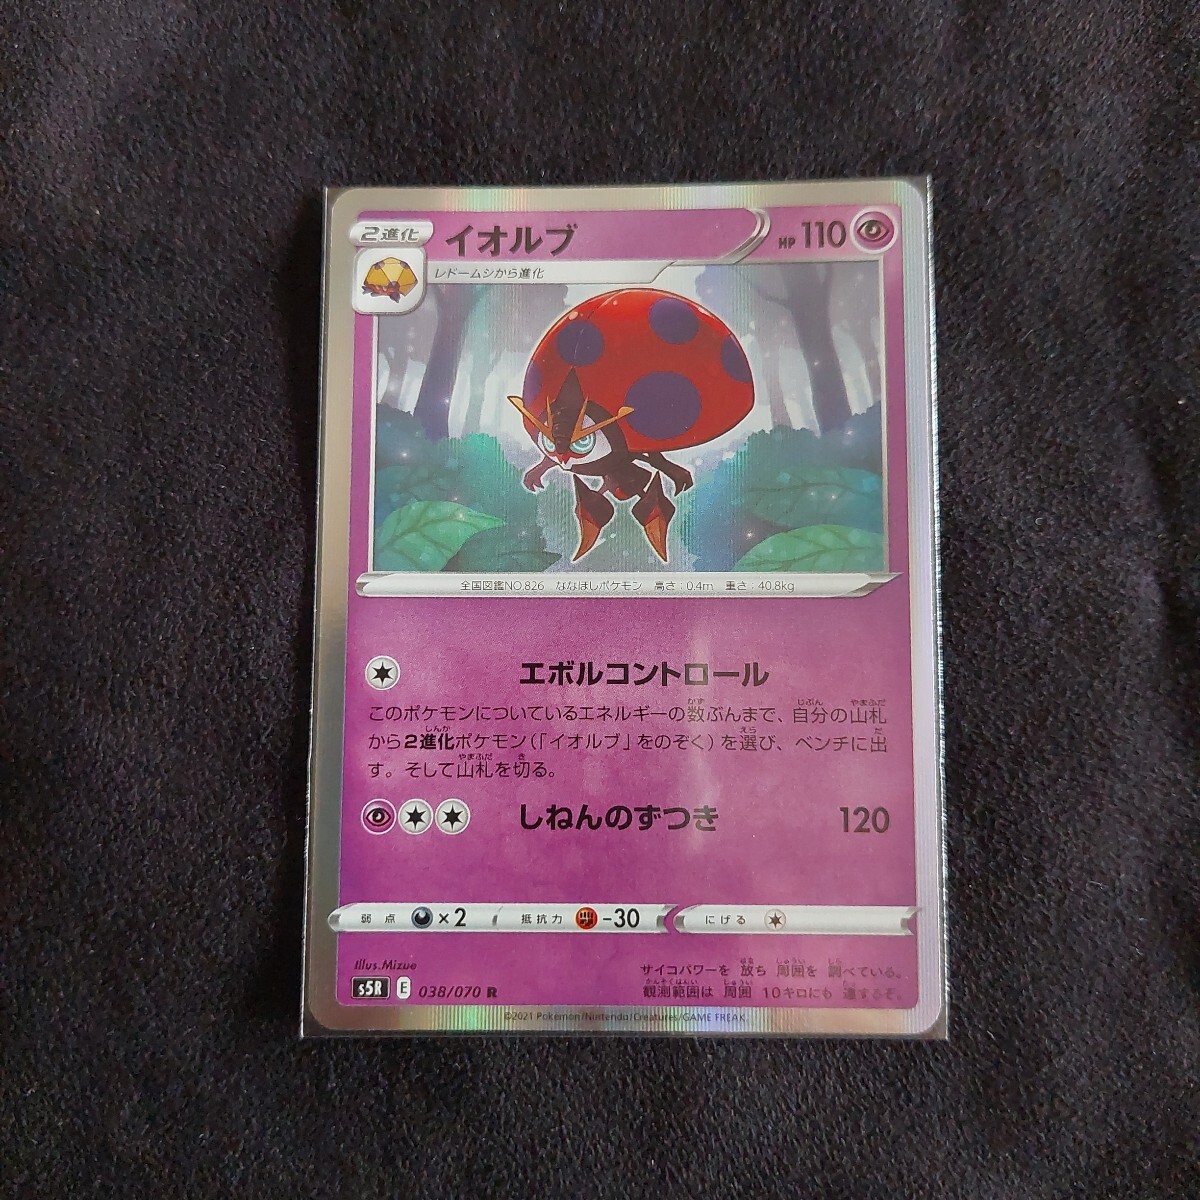 2進化
イオルブ
HP 110
レドームシから進化
全国図鑑NO.826 ななほしポケモン 高さ:0.4m 重さ:40.8kg
エボルコントロール
このポケモンについているエネルギーの数ぶんまで、自分の山札
から2進化ポケモン(「イオルブ」をのぞく)を選び、ベンチに出
す。そして山札を切る。
しねんのずつき 120
弱点 ×2 抵抗力 -30 にげる
Illus.Mizue
サイコパワーを 放ち 周囲を 調べている。
観測範囲は 周囲 10キロにも 達するぞ。
s5R E 038/070 R
©2021 Pokémon/Nintendo/Creatures/GAME FREAK.